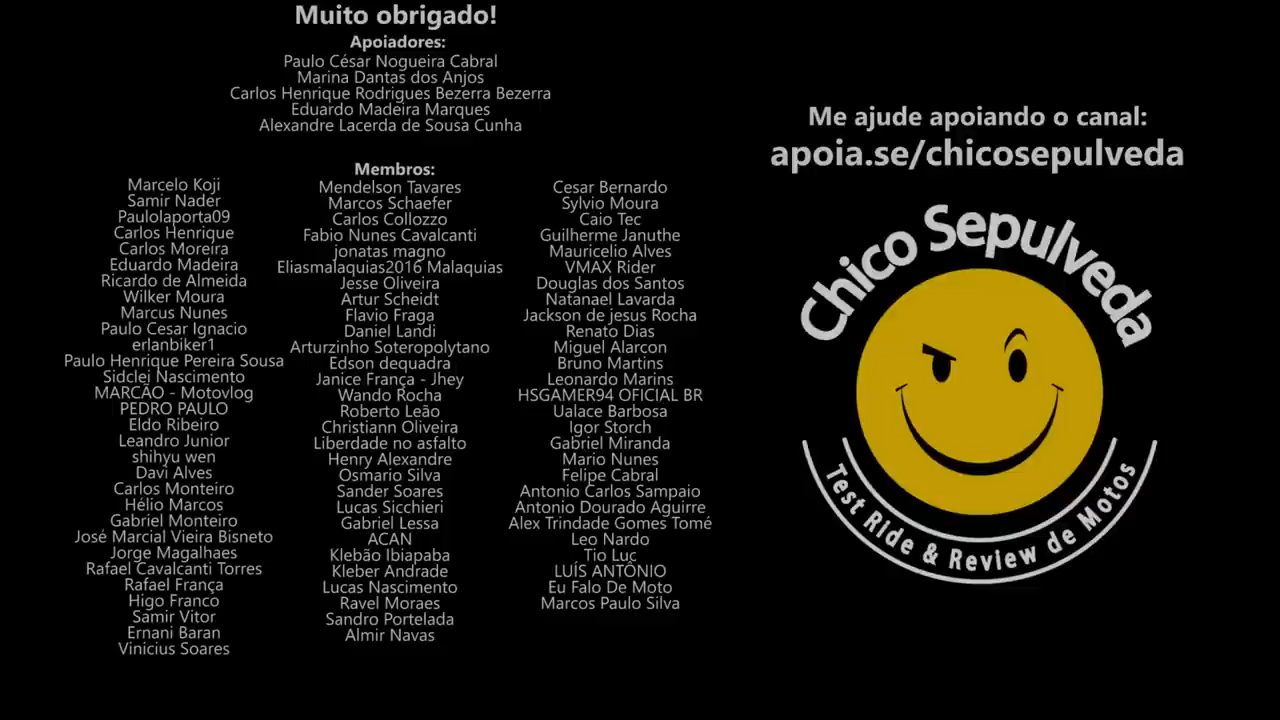 Muito obrigado!
Apoiadores:
Paulo César Nogueira Cabral
Marina Dantas dos Anjos
Carlos Henrique Rodrigues Bezerra Bezerra
Eduardo Madeira Marques
Alexandre Lacerda de Sousa Cunha
Membros:
Marcelo Koji
Samir Nader
Paulolaporta09
Carlos Henrique
Carlos Moreira
Eduardo Madeira
Ricardo de Almeida
Wilker Moura
Marcus Nunes
Paulo Cesar Ignacio
erlanbiker1
Paulo Henrique Pereira Sousa
Sidclei Nascimento
MARCÃO - Motovlog
PEDRO PAULO
Eldo Ribeiro
Leandro Junior
shihyu wen
Davi Alves
Carlos Monteiro
Hélio Marcos
Gabriel Monteiro
José Marcial Vieira Bisneto
Jorge Magalhaes
Rafael Cavalcanti Torres
Rafael França
Higo Franco
Samir Vitor
Ernani Baran
Vinicius Soares
Mendelson Tavares
Marcos Schaefer
Carlos Collozzo
Fabio Nunes Cavalcanti
jonatas magno
Eliasmalaquias2016 Malaquias
Jesse Oliveira
Artur Scheidt
Flavio Fraga
Daniel Landi
Arturzinho Soteropolytano
Edson dequadra
Janice França - Jhey
Wando Rocha
Roberto Leão
Christiann Oliveira
Liberdade no asfalto
Henry Alexandre
Osmario Silva
Sander Soares
Lucas Sicchieri
Gabriel Lessa
ACAN
Klebão Ibiapaba
Kleber Andrade
Lucas Nascimento
Ravel Moraes
Sandro Portelada
Almir Navas
Cesar Bernardo
Sylvio Moura
Caio Tec
Guilherme Januthe
Mauricelio Alves
VMAX Rider
Douglas dos Santos
Natanael Lavarda
Jackson de jesus Rocha
Renato Dias
Miguel Alarcon
Bruno Martins
Leonardo Marins
HSGAMER94 OFICIAL BR
Ualace Barbosa
Igor Storch
Gabriel Miranda
Mario Nunes
Felipe Cabral
Antonio Carlos Sampaio
Antonio Dourado Aguirre
Alex Trindade Gomes Tomé
Leo Nardo
Tio Luc
LUÍS ANTÔNIO
Eu Falo De Moto
Marcos Paulo Silva
Me ajude apoiando o canal:
apoia.se/chicosepulveda
Chico Sepulveda
Test Ride & Review de Motos